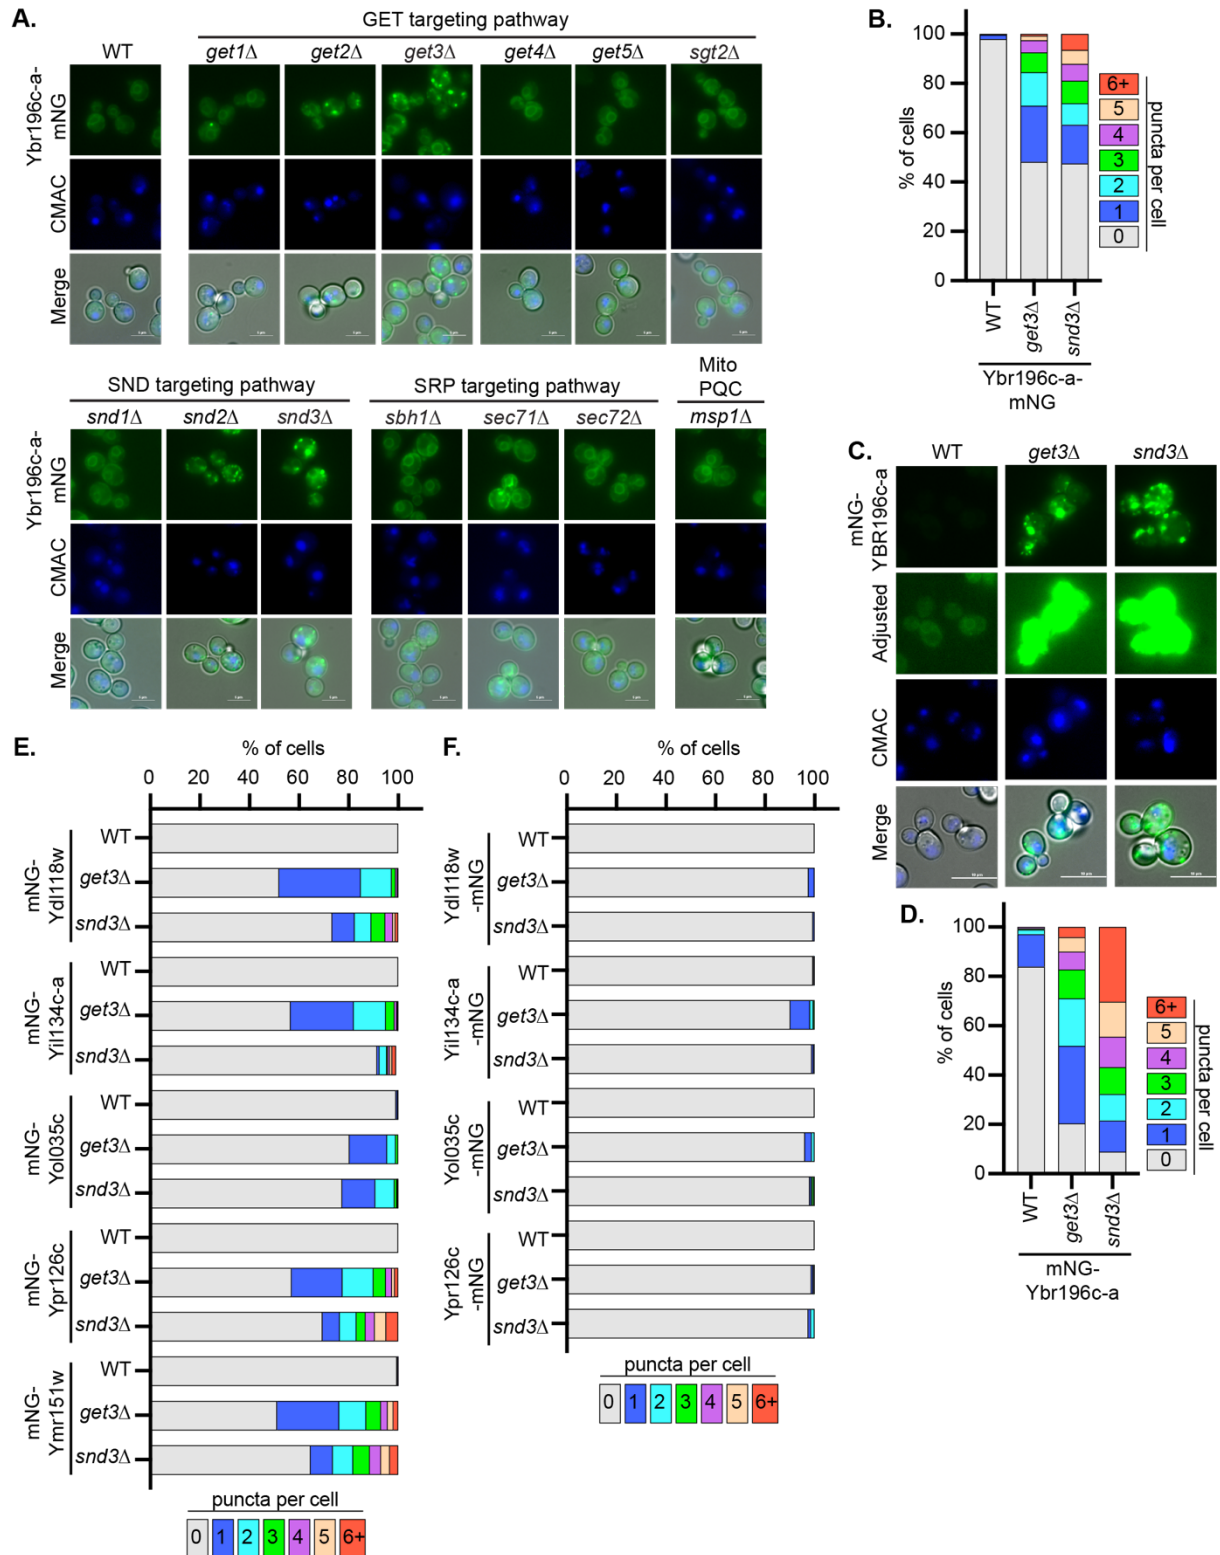 A.
GET targeting pathway
WT
get1Δ
get2Δ
get3Δ
get4Δ
get5Δ
sgt2Δ
Ybr196c-a-
mNG
CMAC
Merge
SND targeting pathway
SRP targeting pathway
Mito
PQC
snd1Δ
snd2Δ
snd3Δ
sbh1Δ
sec71Δ
sec72Δ
msp1Δ
Ybr196c-a-
mNG
CMAC
Merge
B.
% of cells
100
80
60
40
20
0
WT
get3Δ
snd3Δ
Ybr196c-a-
mNG
6+
5
4
3
2
1
0
puncta per cell
C.
WT
get3Δ
snd3Δ
mNG-
YBR196c-a
Adjusted
CMAC
Merge
D.
% of cells
100
80
60
40
20
0
WT
get3Δ
snd3Δ
mNG-
Ybr196c-a
6+
5
4
3
2
1
0
puncta per cell
E.
% of cells
0 20 40 60 80 100
mNG-
Ydl118w
WT
get3Δ
snd3Δ
mNG-
Yil134c-a
WT
get3Δ
snd3Δ
mNG-
Yol035c
WT
get3Δ
snd3Δ
mNG-
Ypr126c
WT
get3Δ
snd3Δ
mNG-
Ymr151w
WT
get3Δ
snd3Δ
puncta per cell
0 1 2 3 4 5 6+
F.
% of cells
0 20 40 60 80 100
Ydl118w
-mNG
WT
get3Δ
snd3Δ
Yil134c-a
-mNG
WT
get3Δ
snd3Δ
Yol035c
-mNG
WT
get3Δ
snd3Δ
Ypr126c
-mNG
WT
get3Δ
snd3Δ
puncta per cell
0 1 2 3 4 5 6+